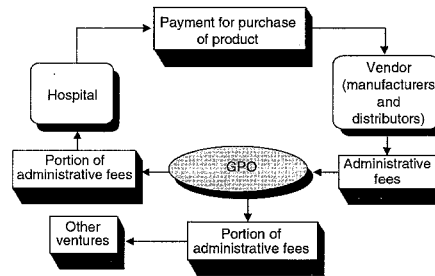 Payment for purchase
of product
Hospital
Vendor
(manufacturers
and
distributors)
Portion of
administrative fees
GPO
Administrative
fees
Other
ventures
Portion of
administrative fees